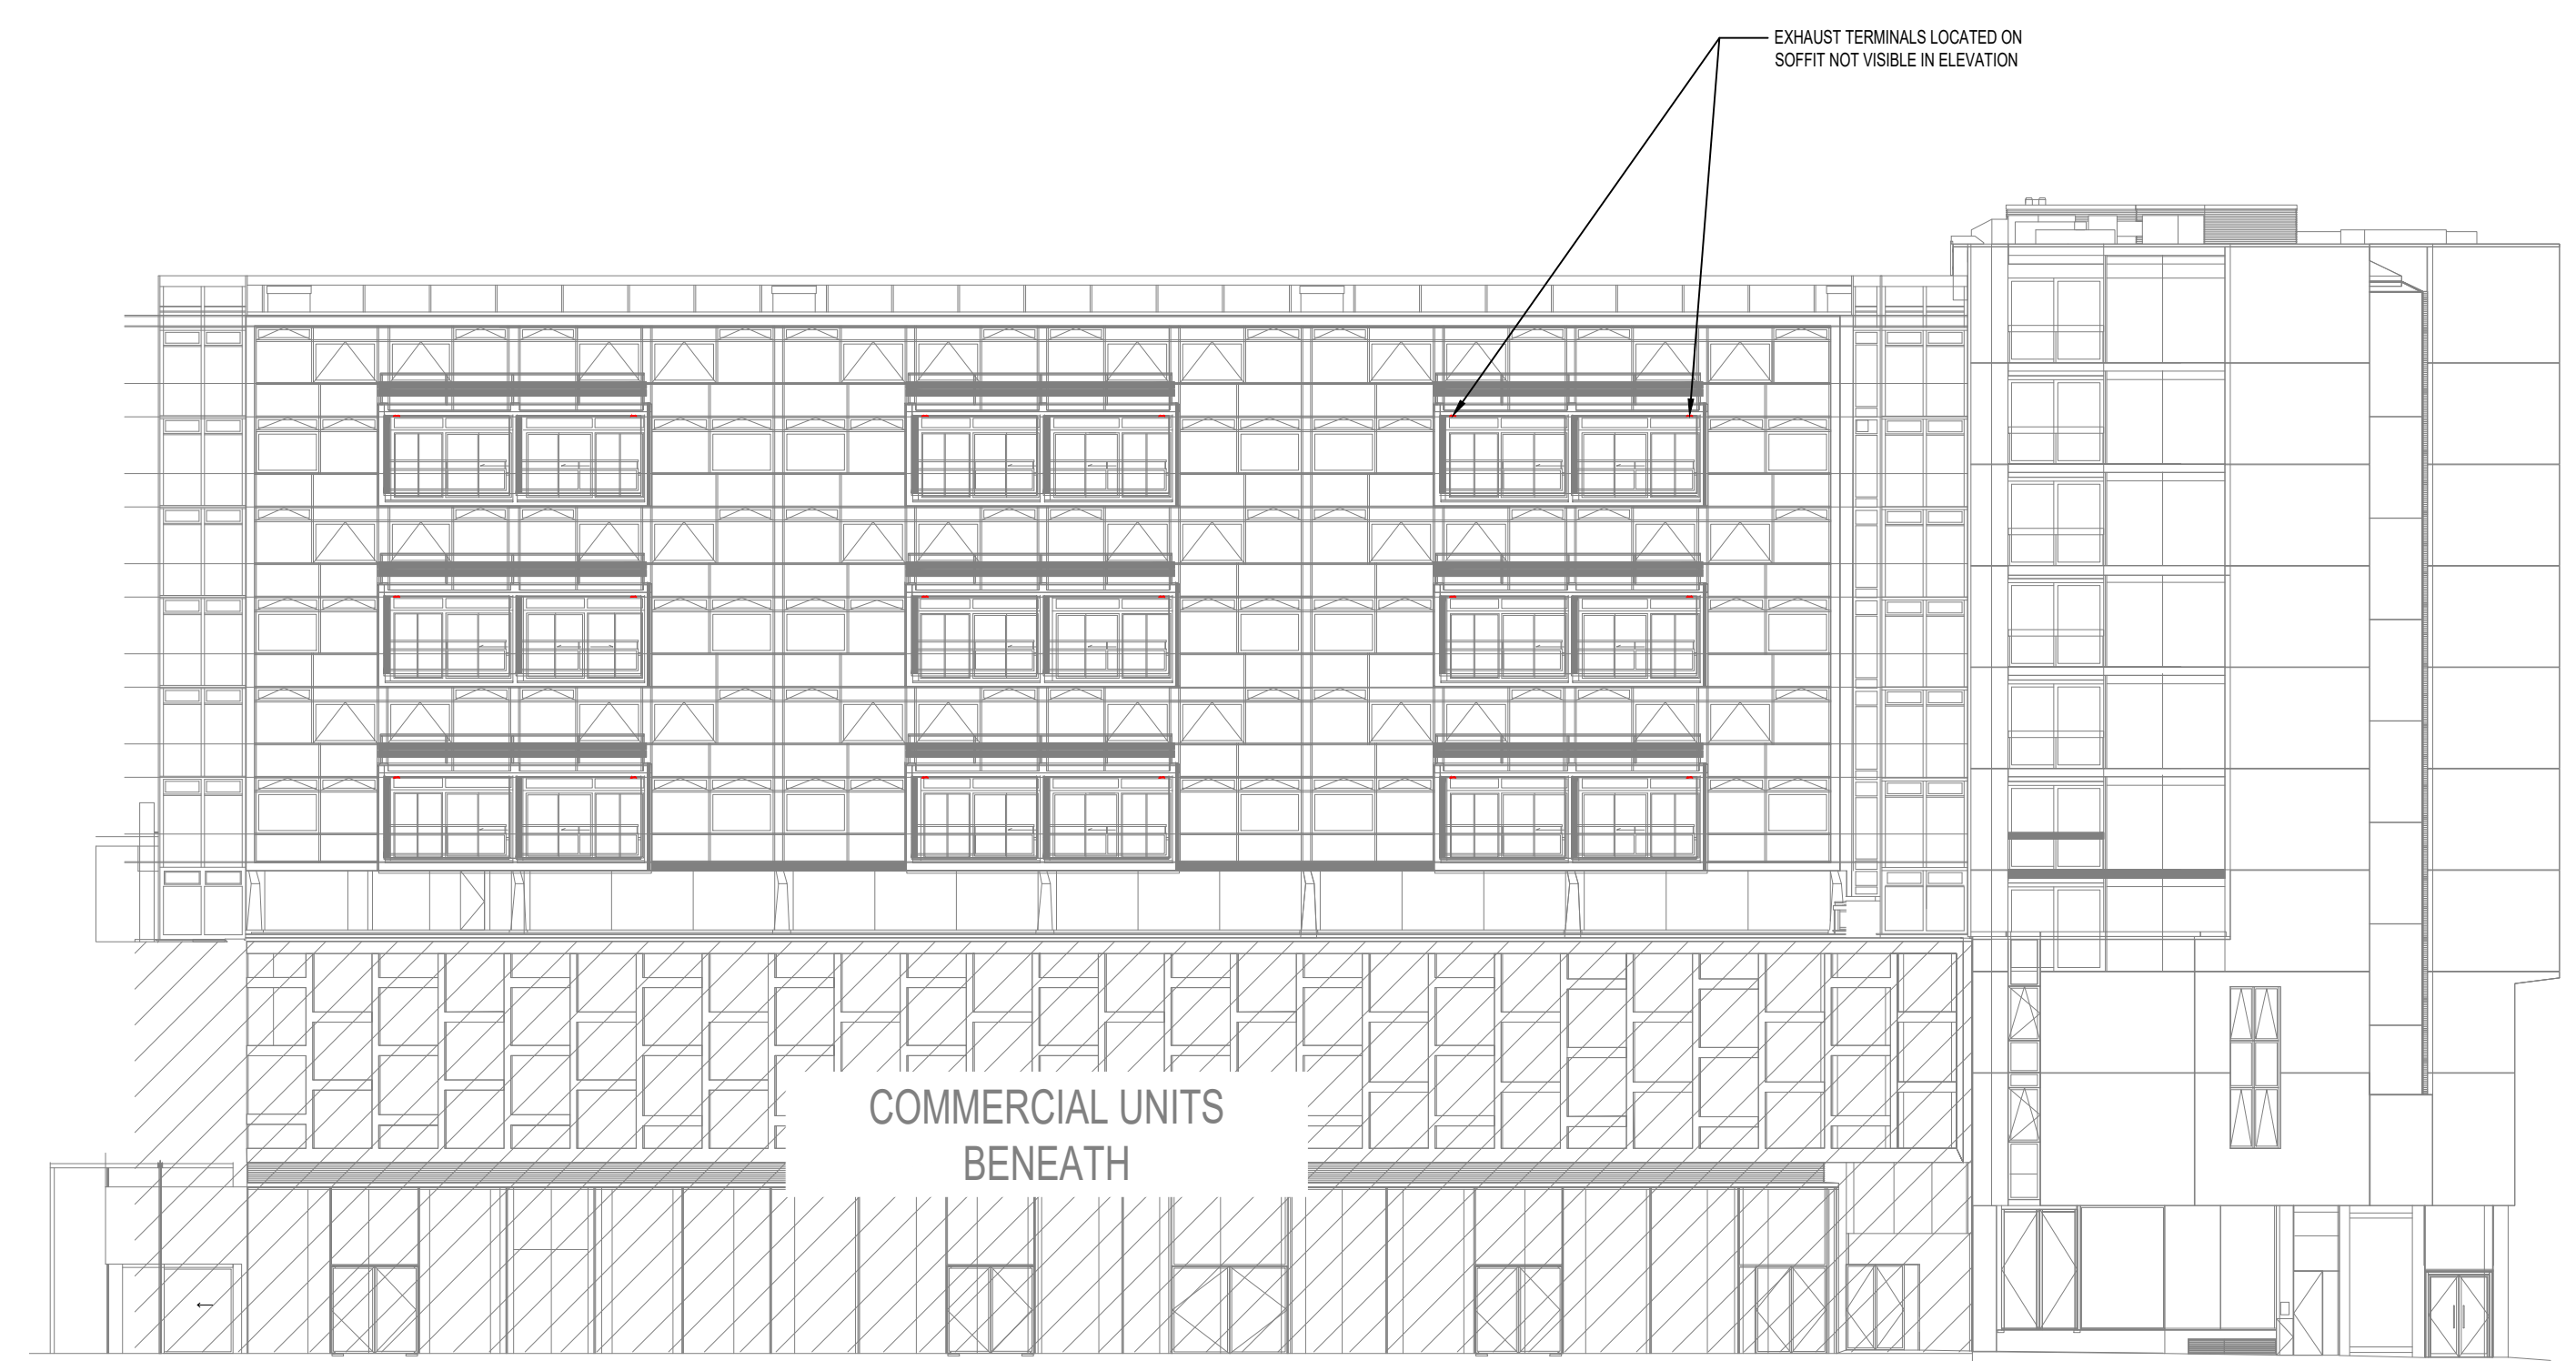 EXHAUST TERMINALS LOCATED ON
SOFFIT NOT VISIBLE IN ELEVATION
COMMERCIAL UNITS
BENEATH